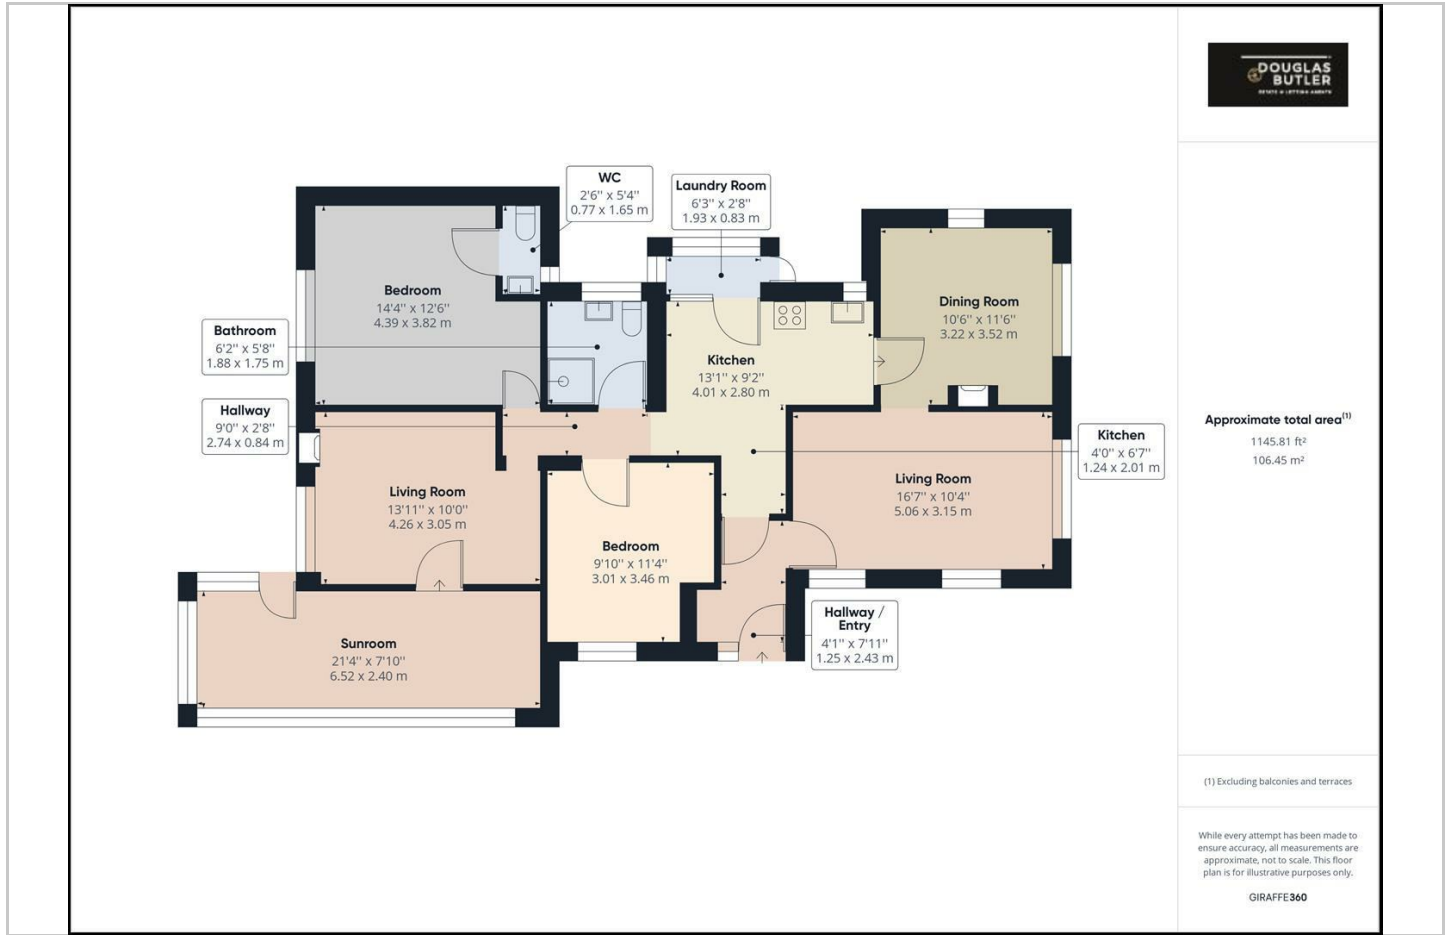 WC
2'6'' x 5'4''
0.77 x 1.65 m
Laundry Room
6'3'' x 2'8''
1.93 x 0.83 m
Bedroom
14'4'' x 12'6''
4.39 x 3.82 m
Dining Room
10'6'' x 11'6''
3.22 x 3.52 m
Bathroom
6'2'' x 5'8''
1.88 x 1.75 m
Kitchen
13'1'' x 9'2''
4.01 x 2.80 m
Hallway
9'0'' x 2'8''
2.74 x 0.84 m
Kitchen
4'0'' x 6'7''
1.24 x 2.01 m
Living Room
13'11'' x 10'0''
4.26 x 3.05 m
Living Room
16'7'' x 10'4''
5.06 x 3.15 m
Bedroom
9'10'' x 11'4''
3.01 x 3.46 m
Hallway /
Entry
4'1'' x 7'11''
1.25 x 2.43 m
Sunroom
21'4'' x 7'10''
6.52 x 2.40 m
DOUGLAS
BUTLER
ESTATE & LETTING AGENTS
Approximate total area⁽¹⁾
1145.81 ft²
106.45 m²
(1) Excluding balconies and terraces
While every attempt has been made to
ensure accuracy, all measurements are
approximate, not to scale. This floor
plan is for illustrative purposes only.
GIRAFFE360